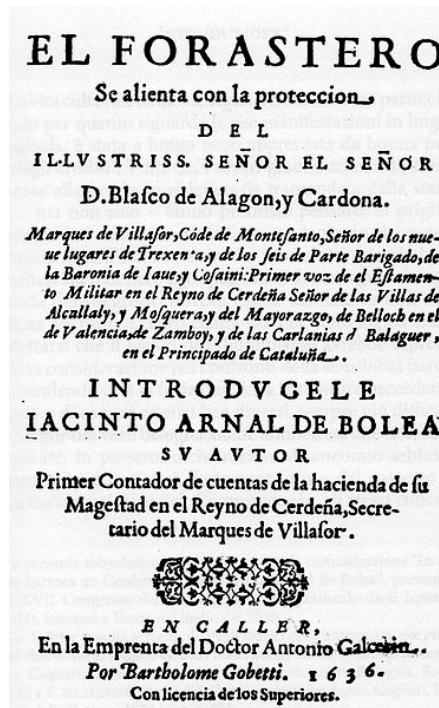 EL FORASTERO
Se alienta con la proteccion
DEL
ILLVSTRISS. SENOR EL SEÑOR
D. Blasco de Alagon, y Cardona.
Marques de Villasor, Códe de Montesanto, Señor de los nue-
ue lugares de Trexenta, y de los seis de Parte Barigado, de
la Baronia de Iaue, y Cosaini: Primer voz de el Estamen-
to Militar en el Reyno de Cerdeña Señor de las Villas de
Alcallaly, y Mosquera, y del Mayorazgo, de Belloch en el
de Valencia, de Zamboy, y de las Carlanias d Balaguer,
en el Principado de Cataluña.
INTRODVCELE
IACINTO ARNAL DE BOLEA
SV AVTOR
Primer Contador de cuentas de la hacienda de su
Magestad en el Reyno de Cerdeña, Secre-
tario del Marques de Villasor.
EN CALLER,
En la Emprenta del Doctor Antonio Galcerin.
Por Bartholome Gobetti. 1636.
Con licencia de los Superiores.